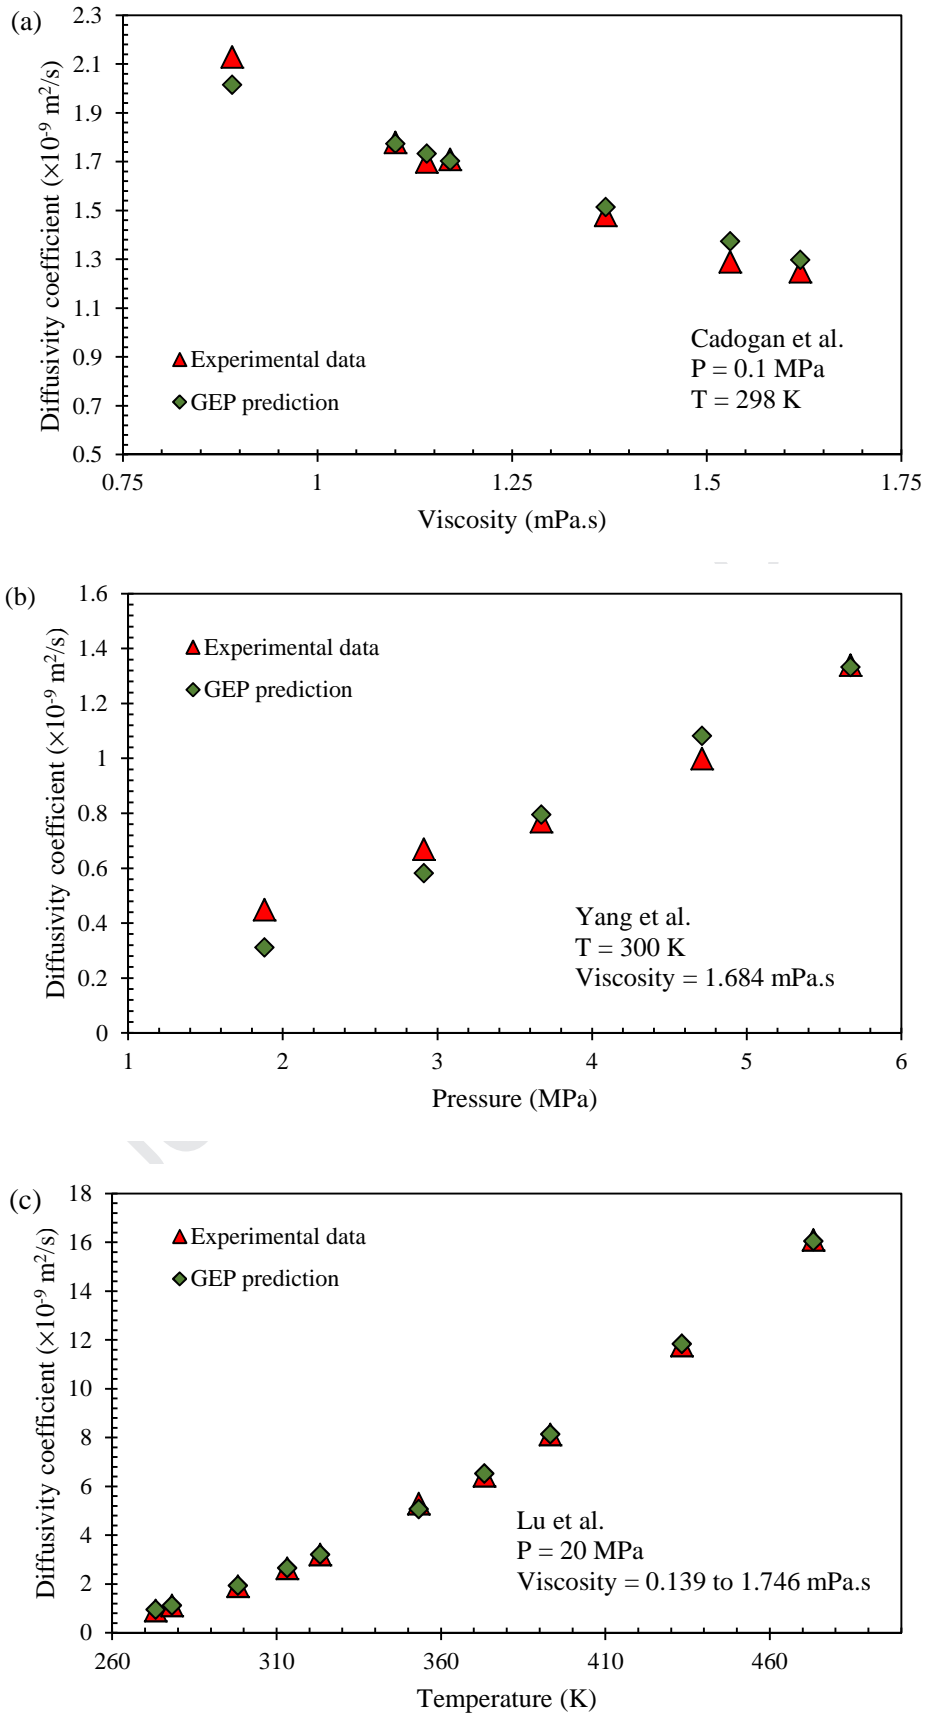 (a)
Diffusivity coefficient (×10⁻⁹ m²/s)
2.3
2.1
1.9
1.7
1.5
1.3
1.1
0.9
0.7
0.5
Experimental data
GEP prediction
Cadogan et al.
P = 0.1 MPa
T = 298 K
0.75 1 1.25 1.5 1.75
Viscosity (mPa.s)
(b)
Diffusivity coefficient (×10⁻⁹ m²/s)
1.6
1.4
1.2
1
0.8
0.6
0.4
0.2
0
Experimental data
GEP prediction
Yang et al.
T = 300 K
Viscosity = 1.684 mPa.s
1 2 3 4 5 6
Pressure (MPa)
(c)
Diffusivity coefficient (×10⁻⁹ m²/s)
18
16
14
12
10
8
6
4
2
0
Experimental data
GEP prediction
Lu et al.
P = 20 MPa
Viscosity = 0.139 to 1.746 mPa.s
260 310 360 410 460
Temperature (K)